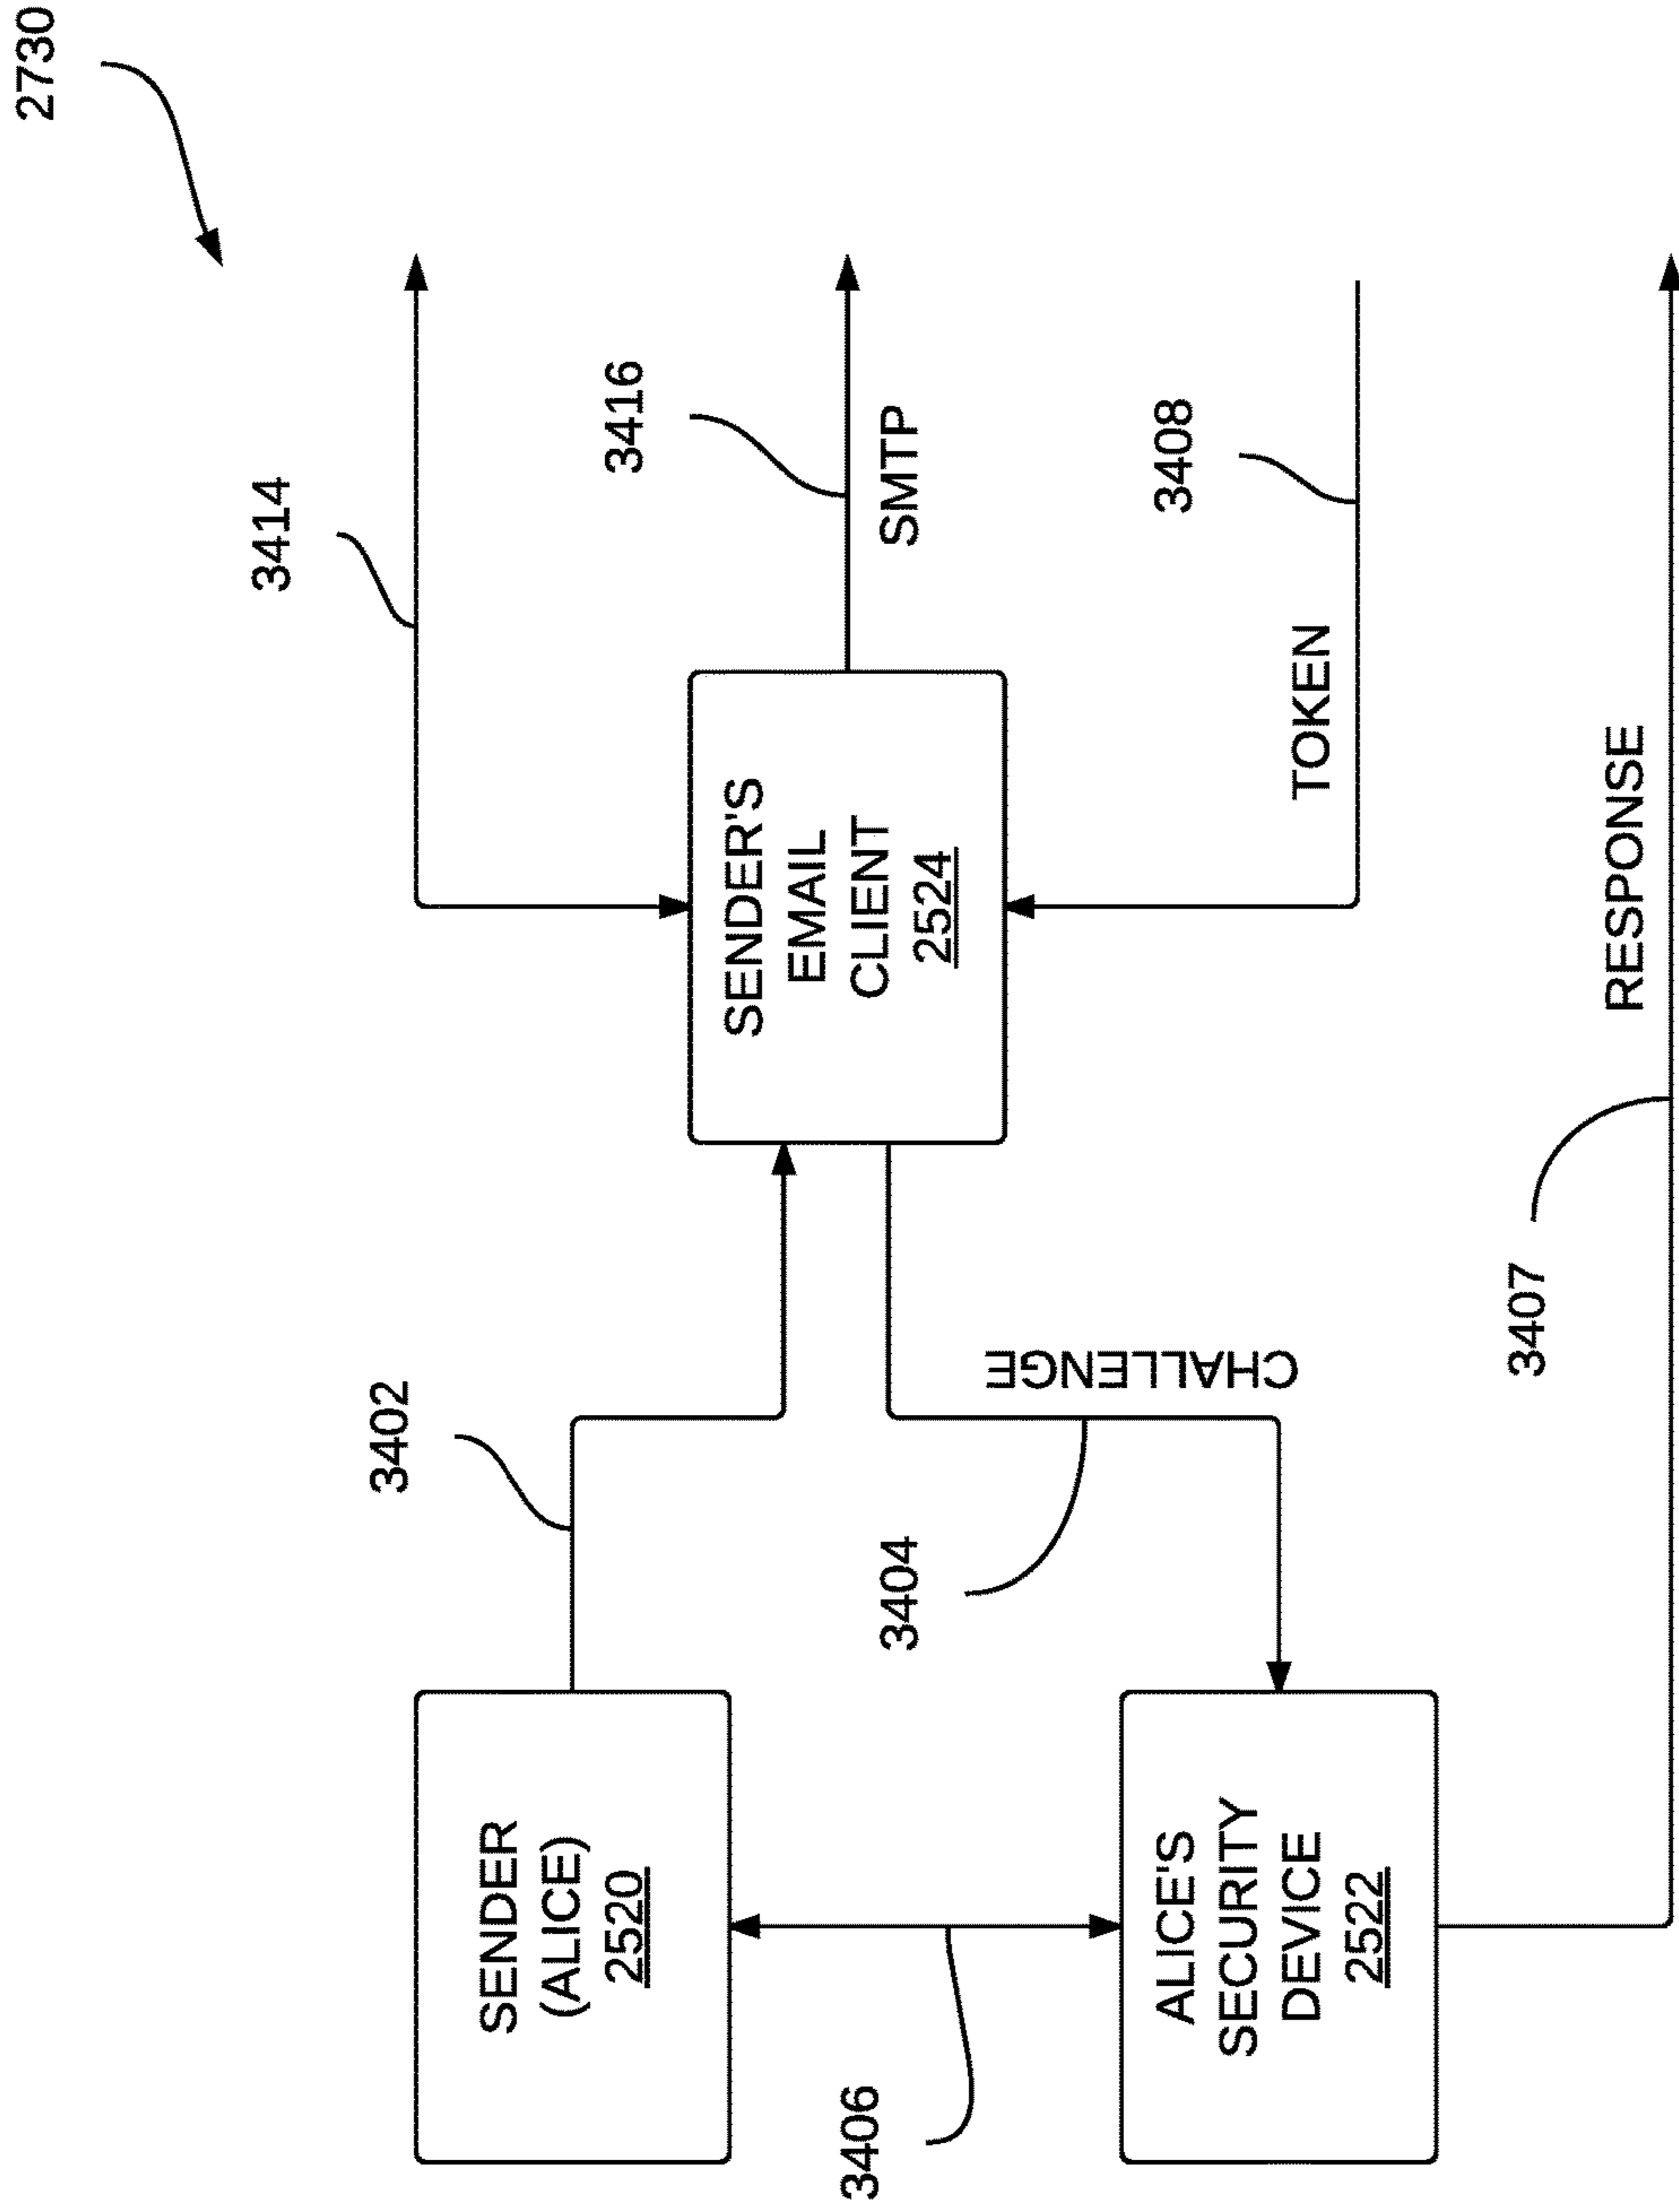 2730
3414
3416
SMTP
3402
SENDER
(ALICE)
2520
SENDER'S
EMAIL
CLIENT
2524
3408
TOKEN
3404
CHALLENGE
3406
ALICE'S
SECURITY
DEVICE
2522
3407
RESPONSE